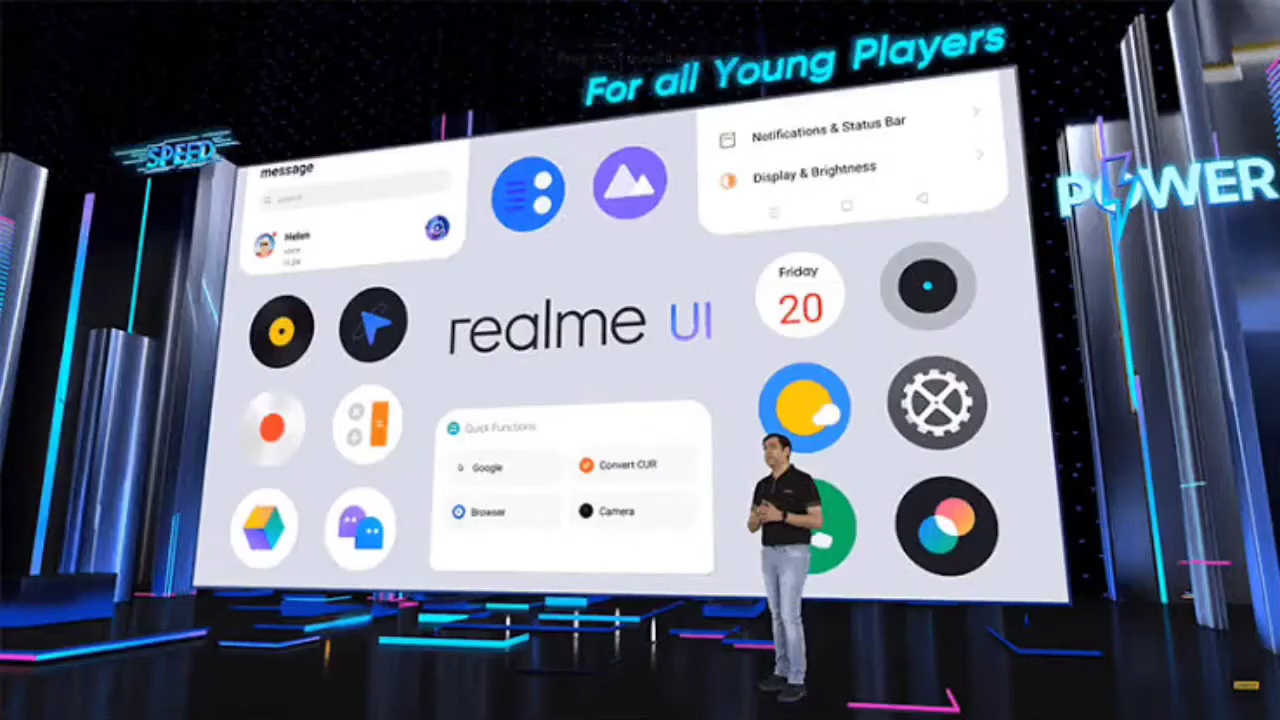 For all Young Players
SPEED
POWER
message
Search
Helen
Notifications & Status Bar
Display & Brightness
realme UI
Friday
20
Quick Functions
Google
Convert CUR
Browser
Camera